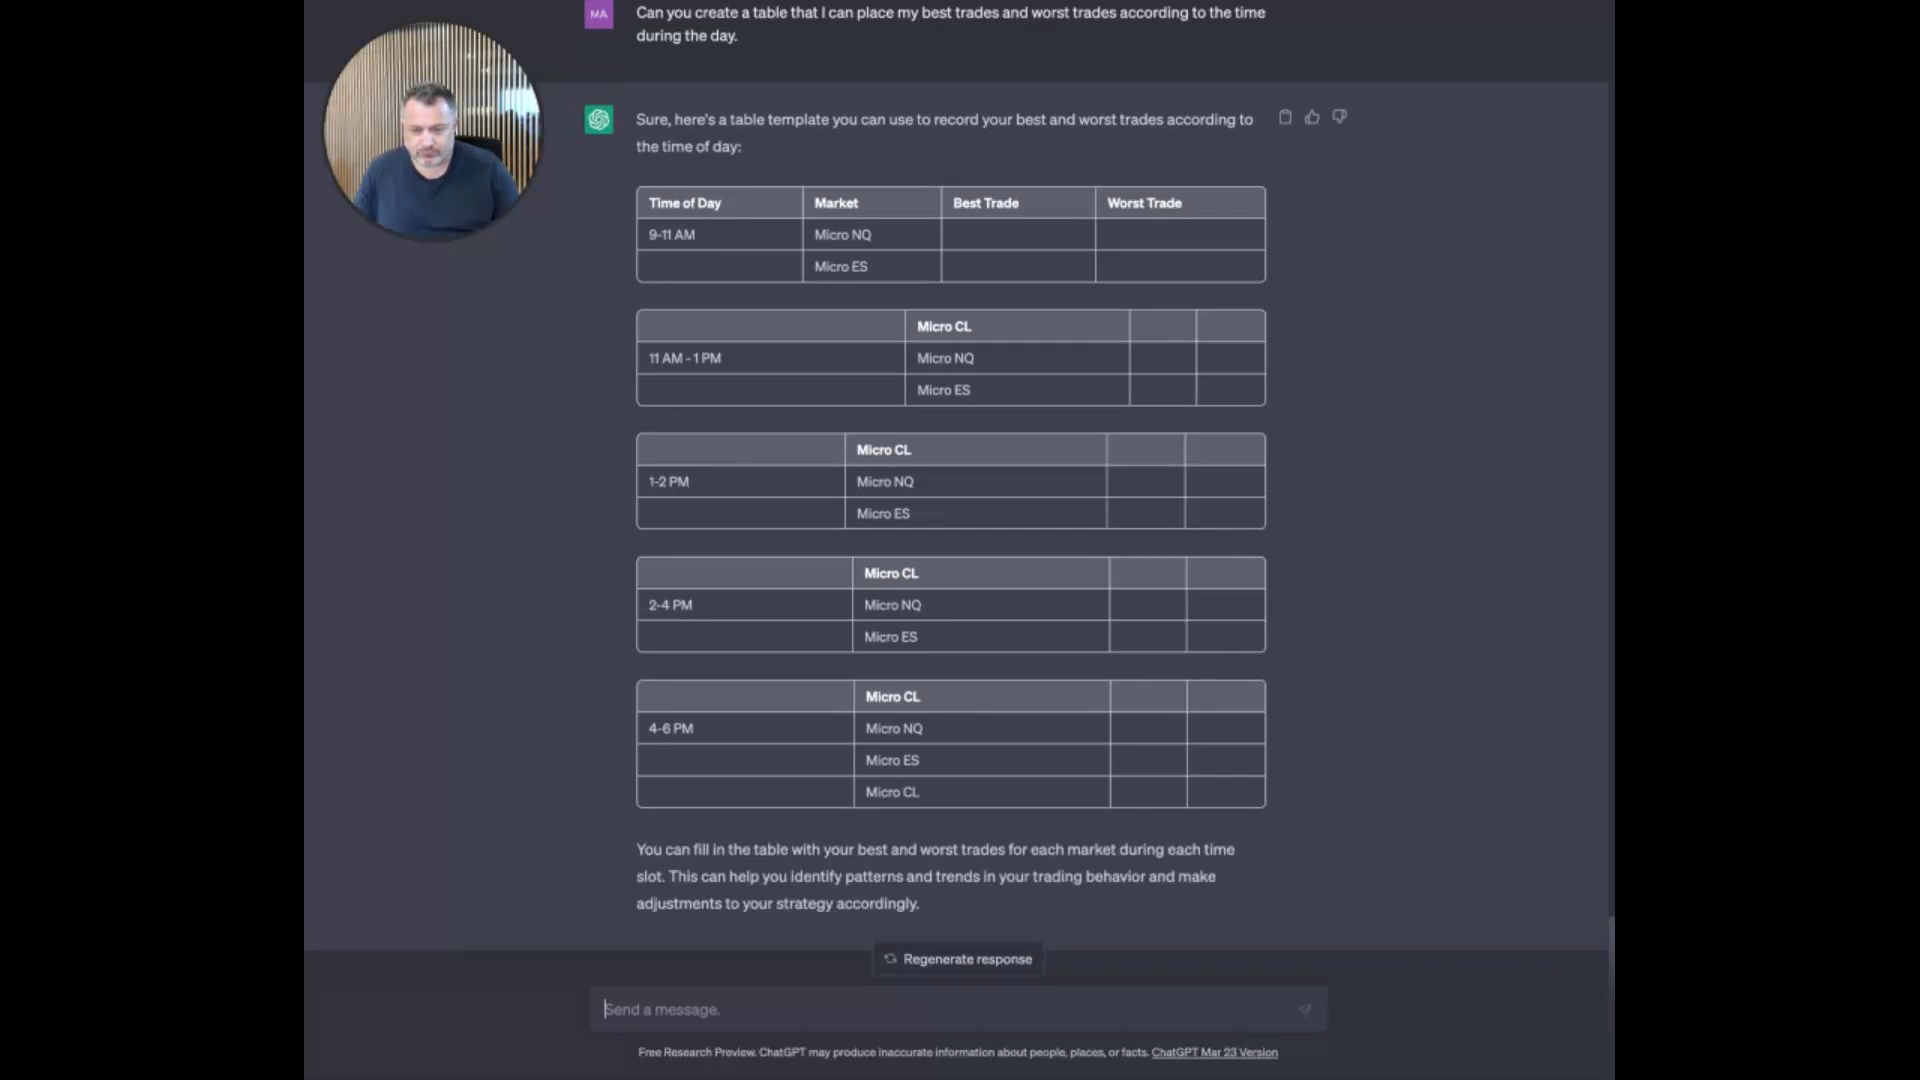 MA
Can you create a table that I can place my best trades and worst trades according to the time
during the day.
Sure, here's a table template you can use to record your best and worst trades according to
the time of day:
Time of Day Market Best Trade Worst Trade
9-11 AM Micro NQ
Micro ES
Micro CL
11 AM - 1 PM Micro NQ
Micro ES
Micro CL
1-2 PM Micro NQ
Micro ES
Micro CL
2-4 PM Micro NQ
Micro ES
Micro CL
4-6 PM Micro NQ
Micro ES
Micro CL
You can fill in the table with your best and worst trades for each market during each time
slot. This can help you identify patterns and trends in your trading behavior and make
adjustments to your strategy accordingly.
Regenerate response
Send a message.
Free Research Preview. ChatGPT may produce inaccurate information about people, places, or facts. ChatGPT Mar 23 Version